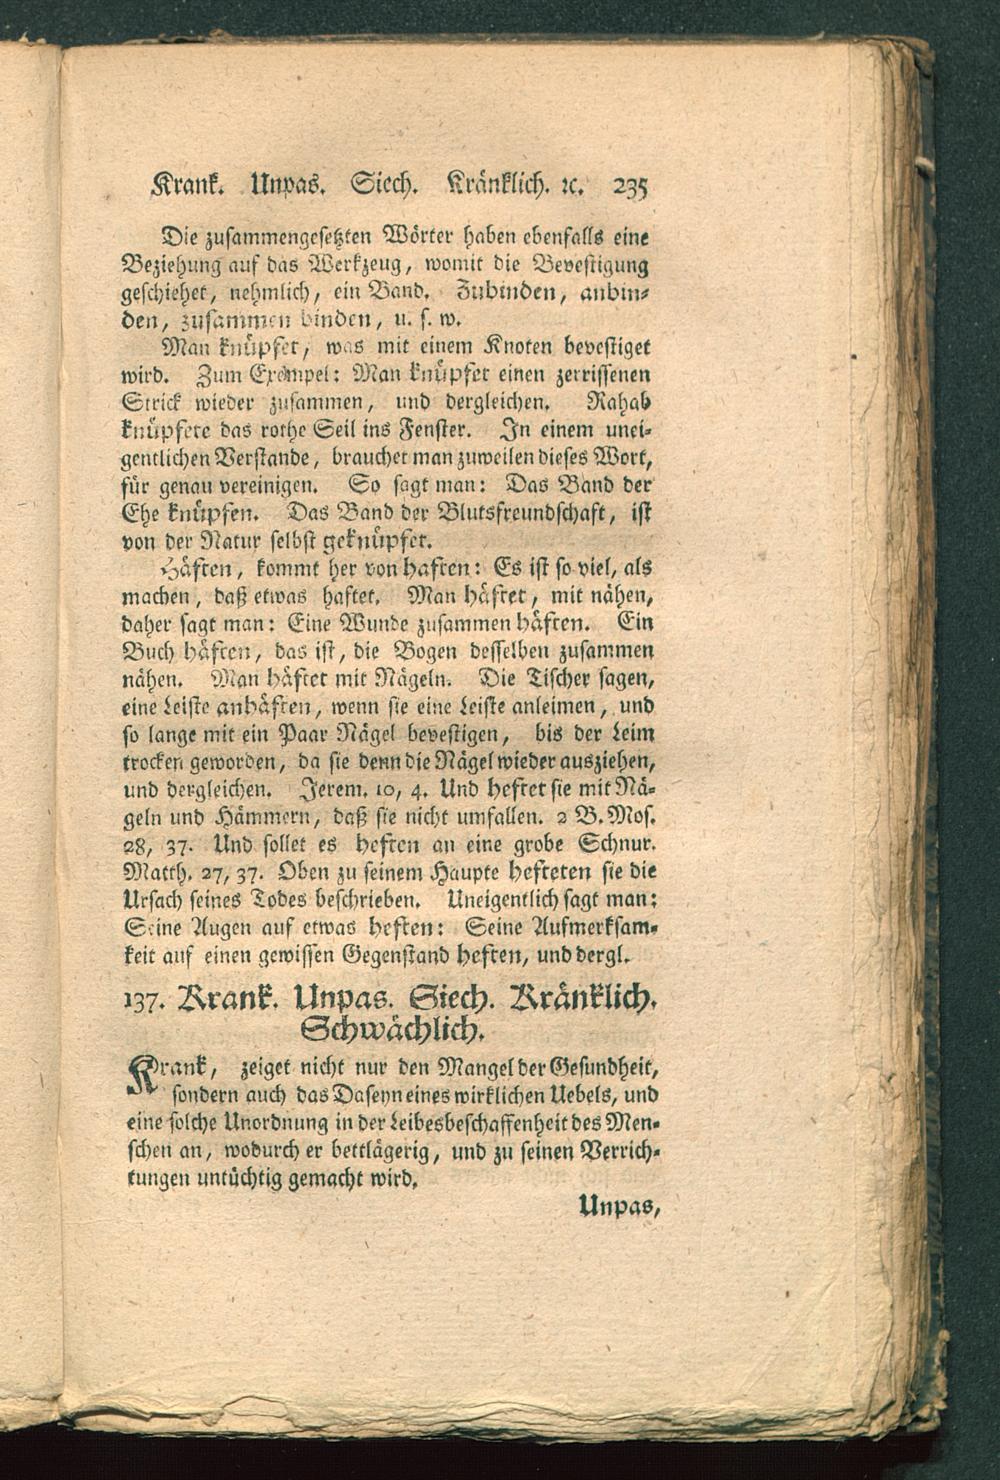 Krank. Unpas. Siech. Kränklich. ꝛc. 235
Die zusammengesetzten Wörter haben ebenfalls eine
Beziehung auf das Werkzeug, womit die Bevestigung
geschiehet, nehmlich, ein Band. Zubinden, anbin-
den, zusammen binden, u. s. w.
Man knüpfet, was mit einem Knoten bevestiget
wird. Zum Exempel: Man knüpfet einen zerrissenen
Strick wieder zusammen, und dergleichen. Rahab
knüpfete das rothe Seil ins Fenster. In einem unei-
gentlichen Verstande, brauchet man zuweilen dieses Wort,
für genau vereinigen. So sagt man: Das Band der
Ehe knüpfen. Das Band der Blutsfreundschaft, ist
von der Natur selbst geknüpfet.
Häften, kommt her von haften: Es ist so viel, als
machen, daß etwas haftet. Man häftet, mit nähen,
daher sagt man: Eine Wunde zusammen häften. Ein
Buch häften, das ist, die Bogen desselben zusammen
nähen. Man häftet mit Nägeln. Die Tischer sagen,
eine Leiste anhäften, wenn sie eine Leiste anleimen, und
so lange mit ein Paar Nägel bevestigen, bis der Leim
trocken geworden, da sie denn die Nägel wieder ausziehen,
und dergleichen. Jerem. 10, 4. Und heftet sie mit Nä-
geln und Hämmern, daß sie nicht umfallen. 2 B. Mos.
28, 37. Und sollet es heften an eine grobe Schnur.
Matth. 27, 37. Oben zu seinem Haupte hefteten sie die
Ursach seines Todes beschrieben. Uneigentlich sagt man:
Seine Augen auf etwas heften: Seine Aufmerksam-
keit auf einen gewissen Gegenstand heften, und dergl.
137. Krank. Unpas. Siech. Kränklich.
Schwächlich.
Krank, zeiget nicht nur den Mangel der Gesundheit,
sondern auch das Daseyn eines wirklichen Uebels, und
eine solche Unordnung in der Leibesbeschaffenheit des Men-
schen an, wodurch er bettlägerig, und zu seinen Verrich-
tungen untüchtig gemacht wird.
Unpas,